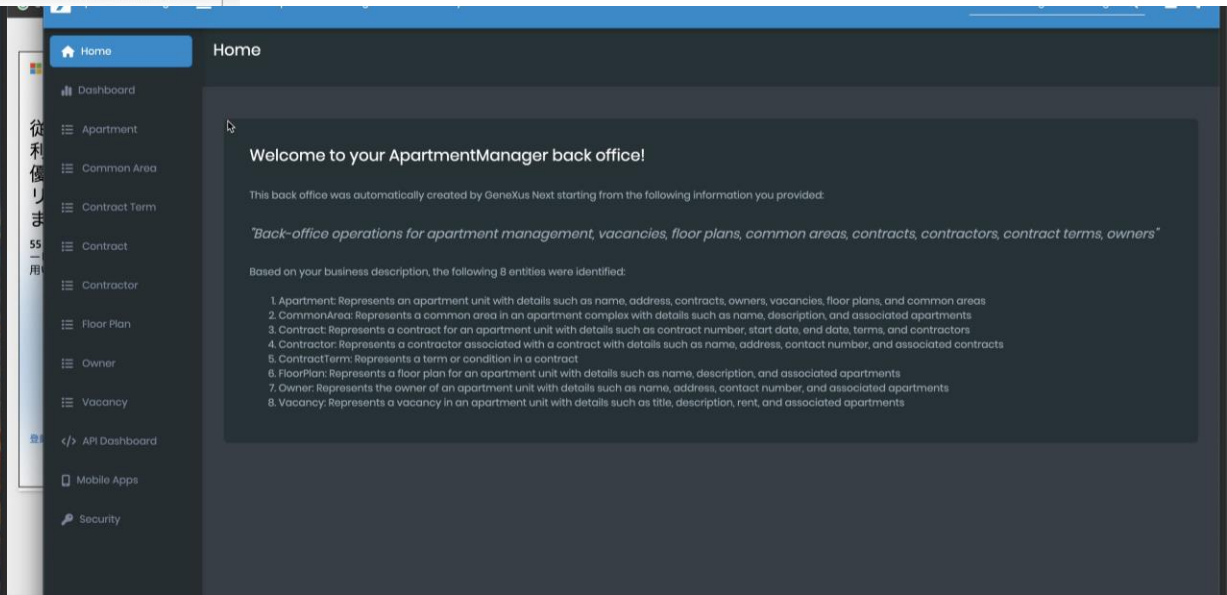 Home
Dashboard
Apartment
Common Area
Contract Term
Contract
Contractor
Floor Plan
Owner
Vacancy
</> API Dashboard
Mobile Apps
Security
Home
Welcome to your ApartmentManager back office!
This back office was automatically created by GeneXus Next starting from the following information you provided:
"Back-office operations for apartment management, vacancies, floor plans, common areas, contracts, contractors, contract terms, owners"
Based on your business description, the following 8 entities were identified:
1. Apartment: Represents an apartment unit with details such as name, address, contracts, owners, vacancies, floor plans, and common areas
2. CommonArea: Represents a common area in an apartment complex with details such as name, description, and associated apartments
3. Contract: Represents a contract for an apartment unit with details such as contract number, start date, end date, terms, and contractors
4. Contractor: Represents a contractor associated with a contract with details such as name, address, contact number, and associated contracts
5. ContractTerm: Represents a term or condition in a contract
6. FloorPlan: Represents a floor plan for an apartment unit with details such as name, description, and associated apartments
7. Owner: Represents the owner of an apartment unit with details such as name, address, contact number, and associated apartments
8. Vacancy: Represents a vacancy in an apartment unit with details such as title, description, rent, and associated apartments
従
利
優
リ
ま
55